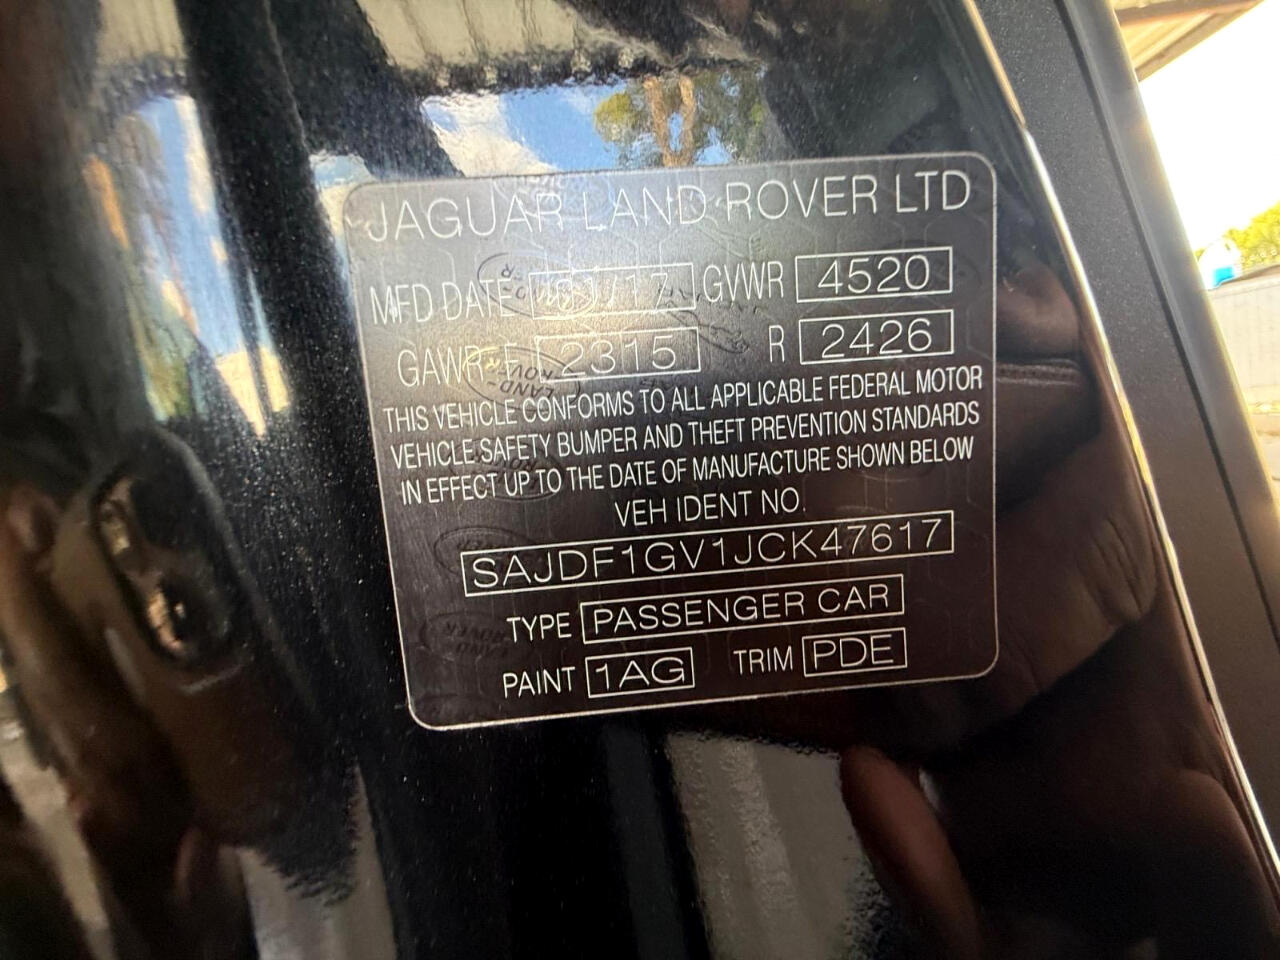 JAGUAR LAND ROVER LTD
MFD DATE 01/17 GVWR 4520
GAWR-F 2315 R 2426
THIS VEHICLE CONFORMS TO ALL APPLICABLE FEDERAL MOTOR
VEHICLE SAFETY BUMPER AND THEFT PREVENTION STANDARDS
IN EFFECT UP TO THE DATE OF MANUFACTURE SHOWN BELOW
VEH IDENT NO.
SAJDF1GV1JCK47617
TYPE PASSENGER CAR
PAINT 1AG TRIM PDE